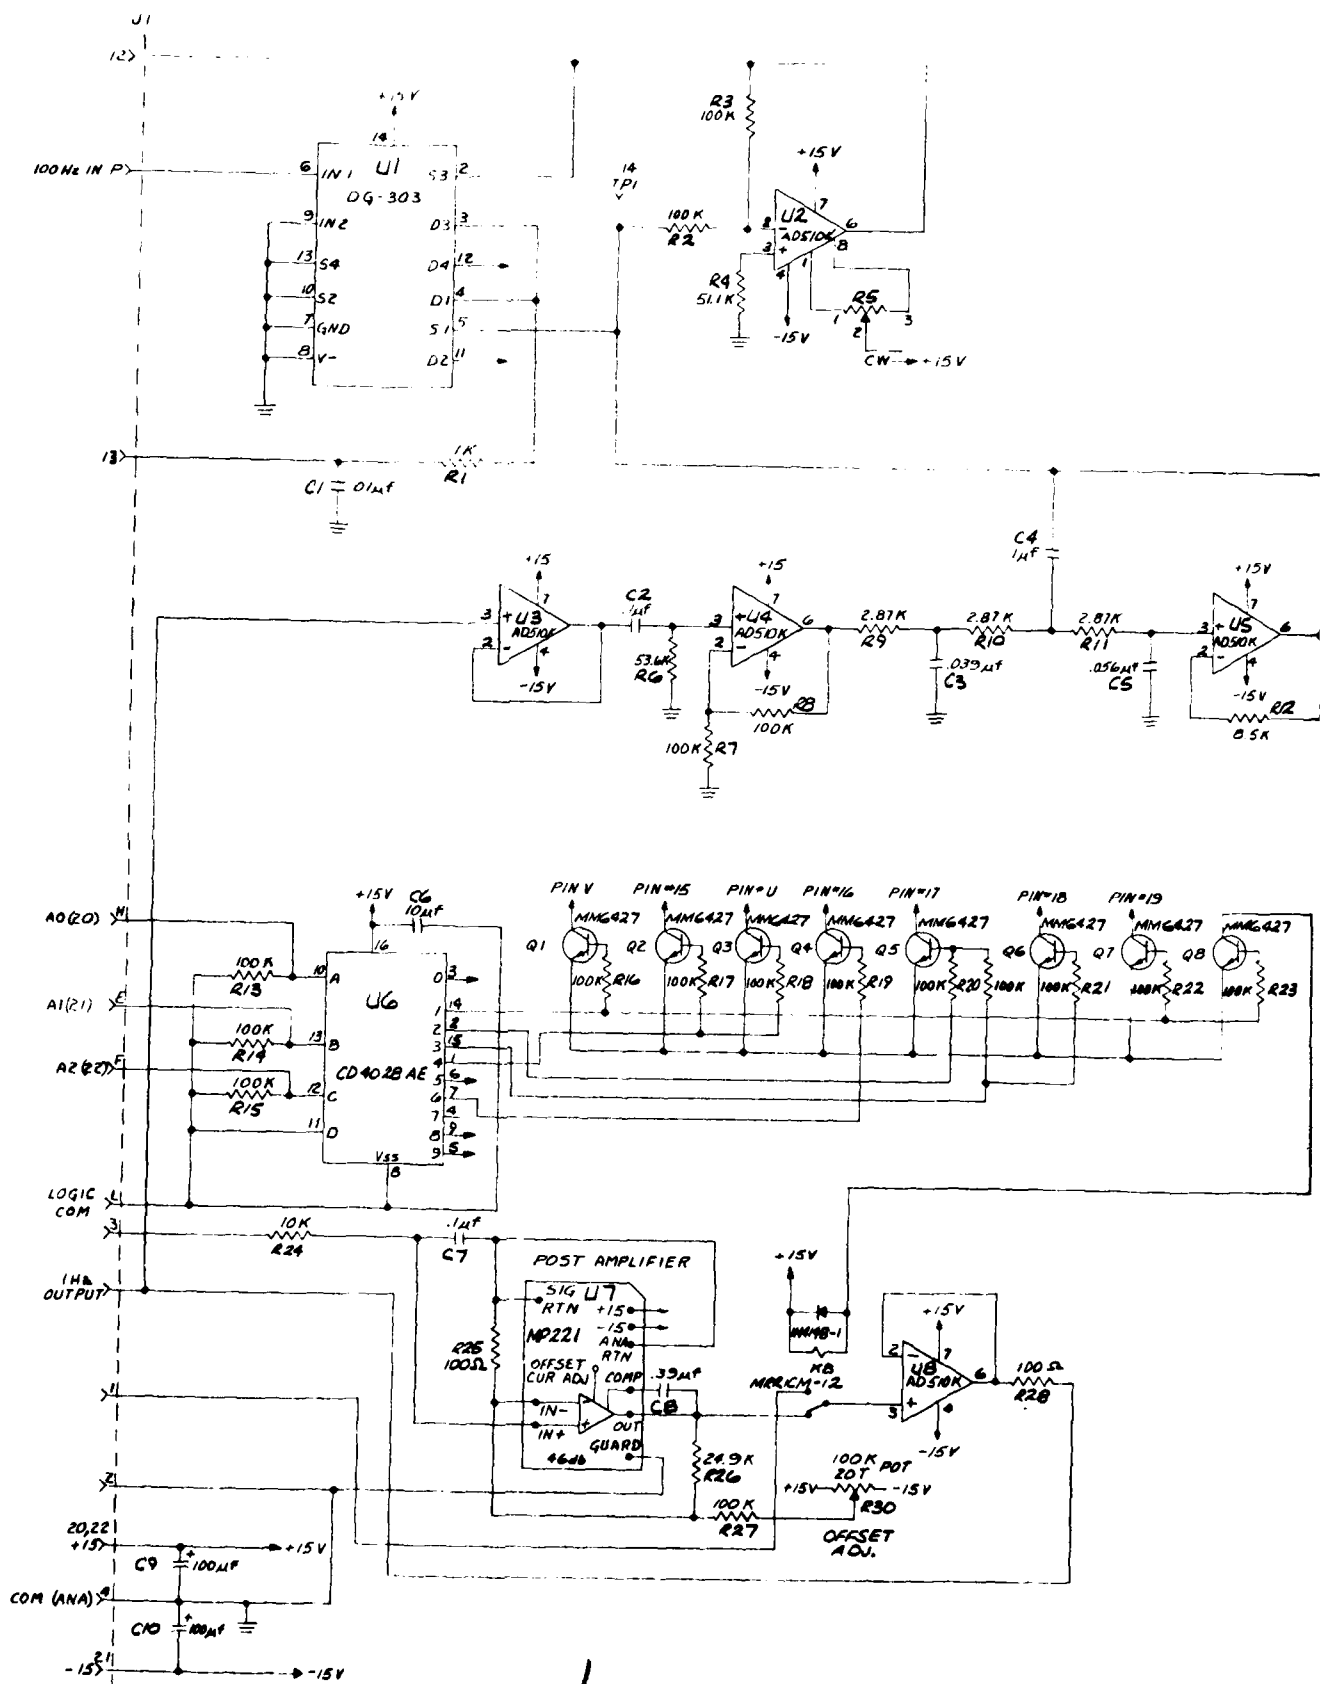 J1
12
+15V
14
100Hz IN P
6 IN1 U1 S3 2
DG-303
9 IN2 D3 3
13 S4 D4 12
10 S2 D1 4
7 GND S1 5
8 V- D2 11
14
TP1
R3
100K
100K
R2
+15V
7
2 - U2 6
AD510K 8
3 +
4 1
R4
51.1K
-15V
R5
1 2 3
CW +15V
13
1K
R1
C1 .01µf
C4
1µf
+15
7
3 + U3
AD510K
2 -
4
-15V
C2
.1µf
53.6K
R6
+15
7
3 + U4 6
AD510K
2 -
4
-15V
R8
100K
100K R7
2.87K
R9
.039µf
C3
2.87K
R10
2.87K
R11
.056µf
C5
+15V
7
3 + U5 6
AD510K
2 -
4
-15V
R12
8.5K
+15V
C6
10µf
16
A0(20) H
100K
R13
10 A
A1(21) E
100K
R14
13 B
A2(22) F
100K
R15
12 C
11 D
U6
CD4028AE
VSS
8
0 3
1 14
2 2
3 15
4 1
5 6
6 7
7 4
8 9
9 5
PIN V PIN#15 PIN#U PIN#16 PIN#17 PIN#18 PIN#19
MM6427 MM6427 MM6427 MM6427 MM6427 MM6427 MM6427 MM6427
Q1 Q2 Q3 Q4 Q5 Q6 Q7 Q8
100K R16 100K R17 100K R18 100K R19 100K R20 100K 100K R21 100K R22 100K R23
LOGIC COM L
3
10K
R24
.1µf
C7
1Hz
OUTPUT
POST AMPLIFIER
SIG U7
RTN +15
-15
MP221 ANA
RTN
R25
100Ω
OFFSET
CUR ADJ COMP
IN-
IN+ OUT
GUARD
46db
.39µf
C8
24.9K
R26
100K
R27
+15V
K8
MRR1CM-12
+15V
7
2 - U8 6
AD510K
3 +
-15V
100Ω
R28
100K
20T POT
+15V -15V
R30
OFFSET
ADJ.
1
2
20,22
+15 +15V
C9 + 100µf
COM (ANA) 4
C10 + 100µf
21
-15 -15V